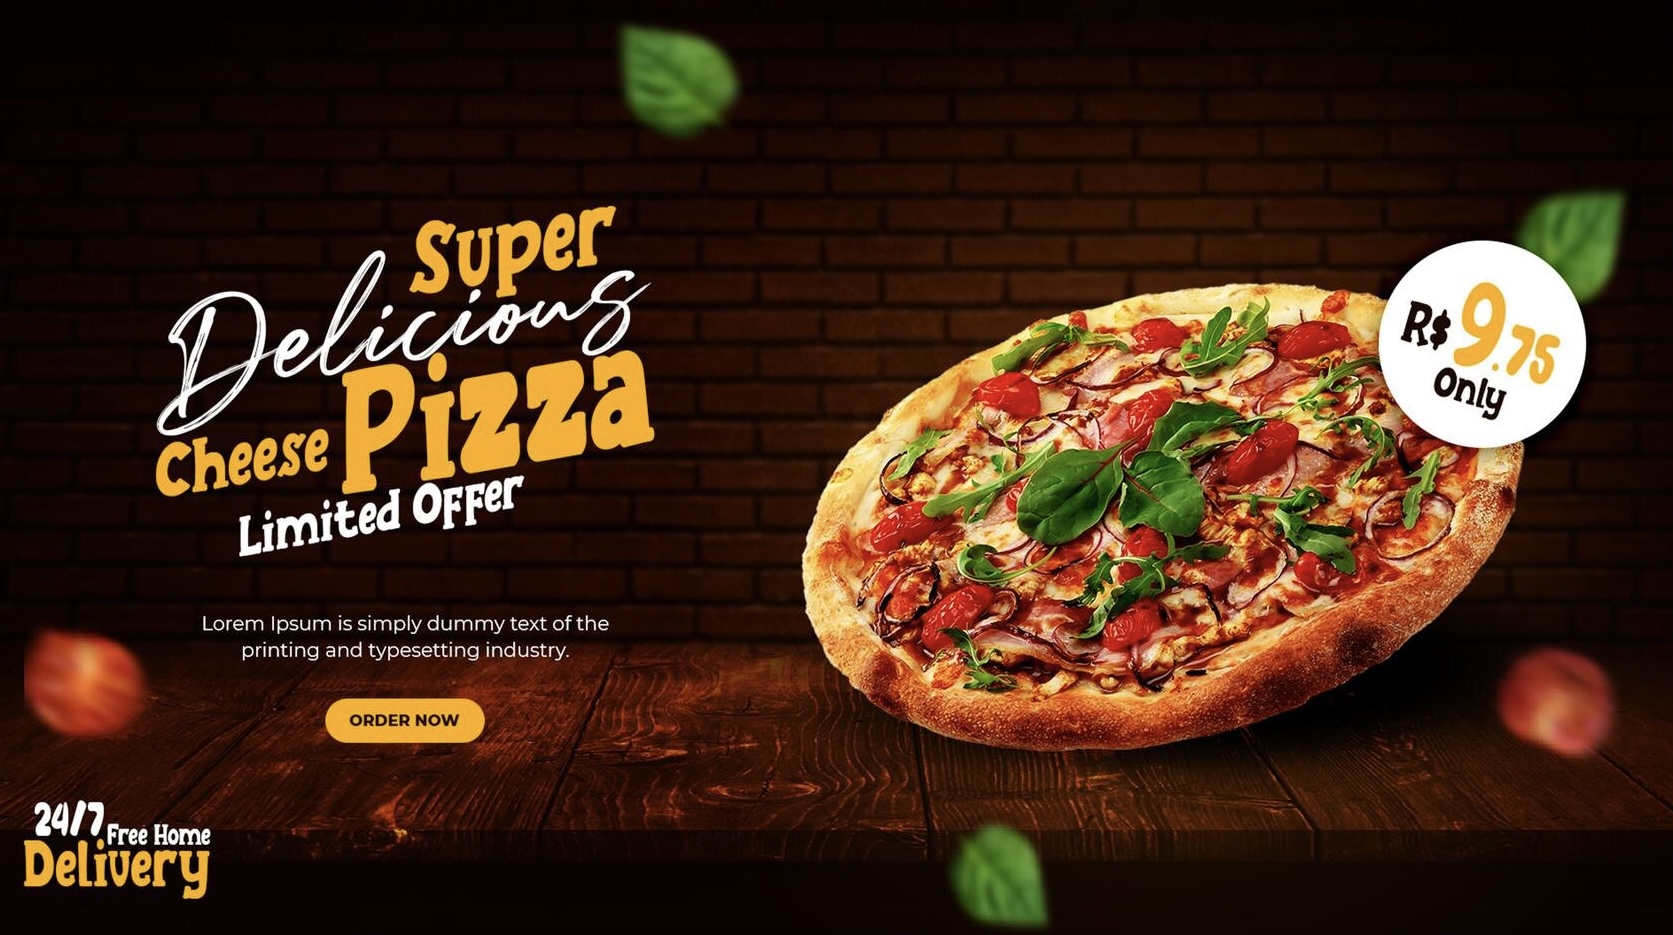 Super
Delicious
Cheese Pizza
Limited Offer
Lorem Ipsum is simply dummy text of the
printing and typesetting industry.
ORDER NOW
24/7 Free Home
Delivery
R$ 9.75
Only